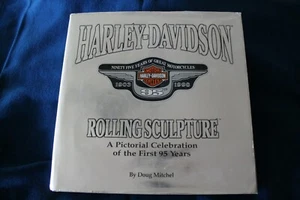 HARLEY-DAVIDSON
NINETY FIVE YEARS OF GREAT MOTORCYCLES
HARLEY-DAVIDSON
1903 1998
95
ROLLING SCULPTURE
A Pictorial Celebration
of the First 95 Years
By Doug Mitchel